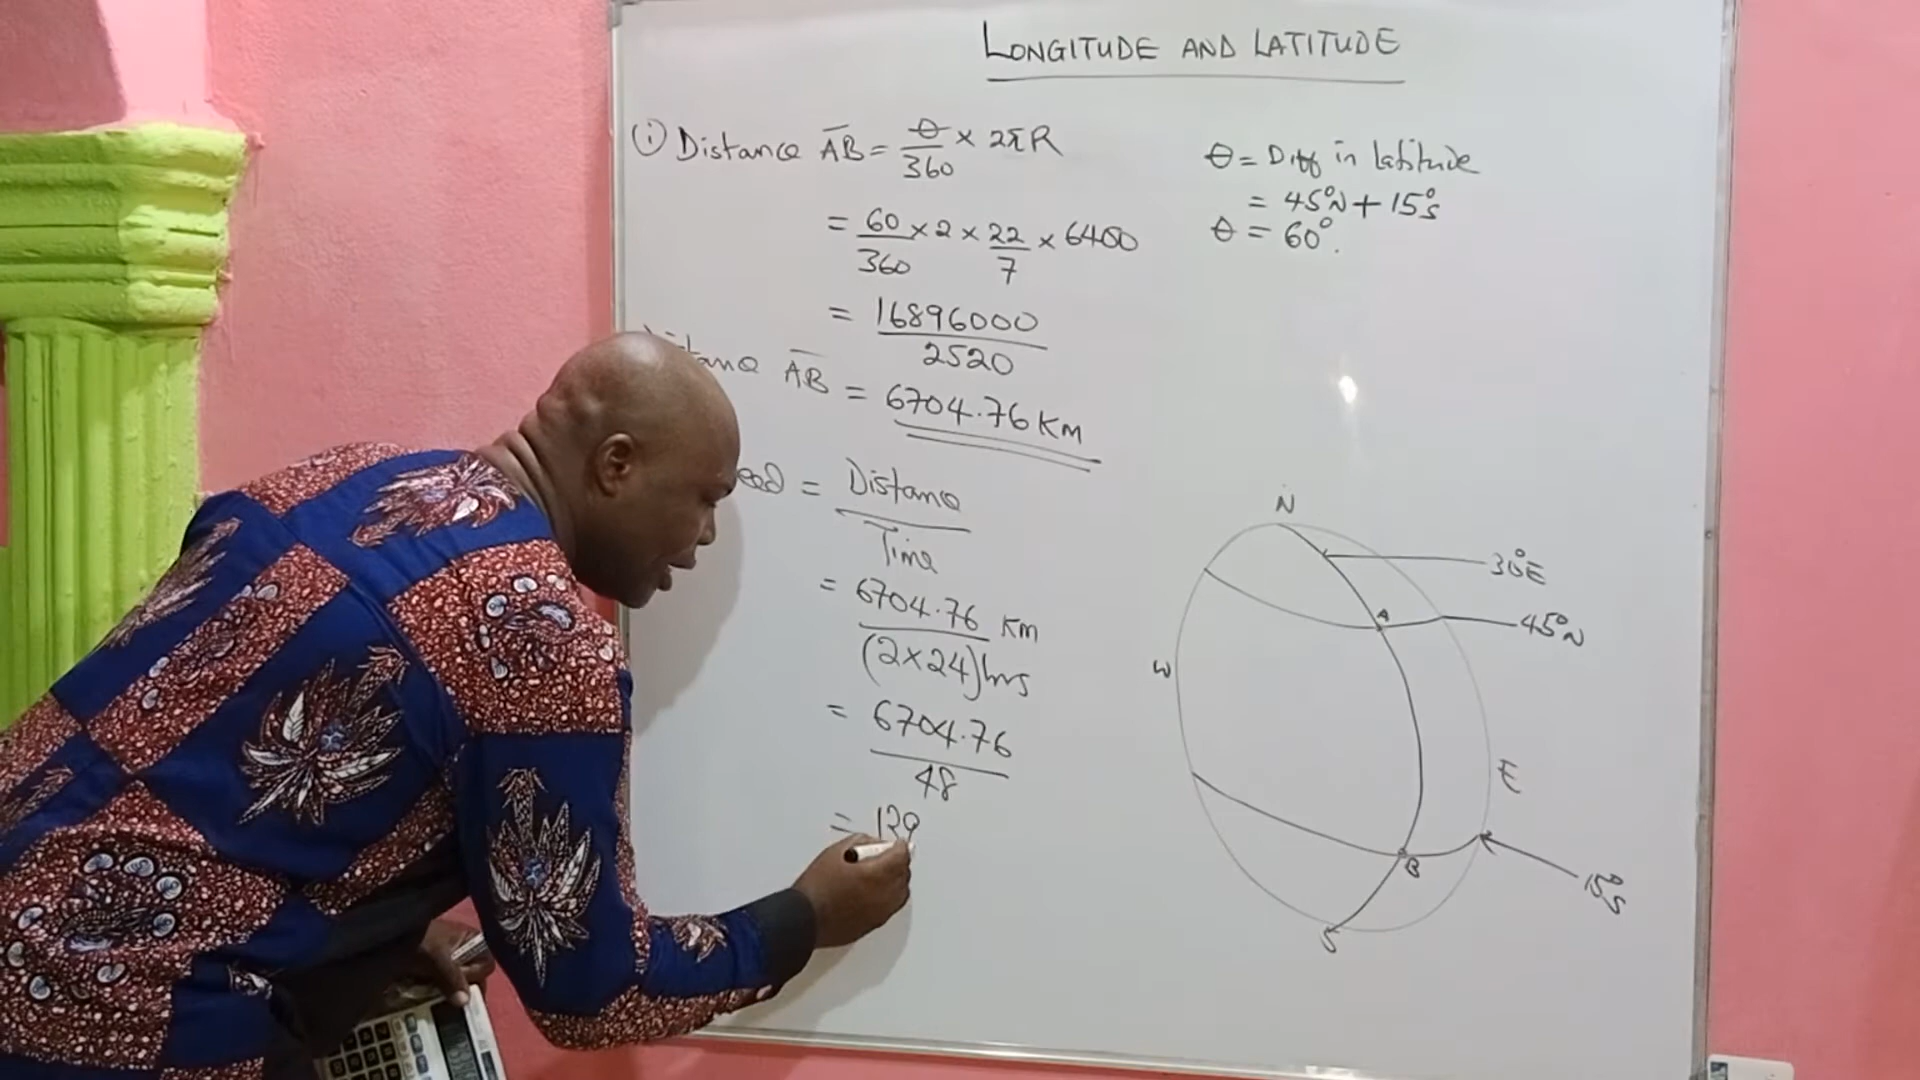 LONGITUDE AND LATITUDE
(i) Distance AB = θ/360 × 2πR
= 60/360 × 2 × 22/7 × 6400
= 16896000/2520
AB = 6704.76 Km
= Distance/Time
= 6704.76 Km/(2×24)hrs
= 6704.76/48
= 139
θ = Diff in latitude
= 45°N + 15°S
θ = 60°.
N
30°E
A
45°N
W
E
B
15°S
S